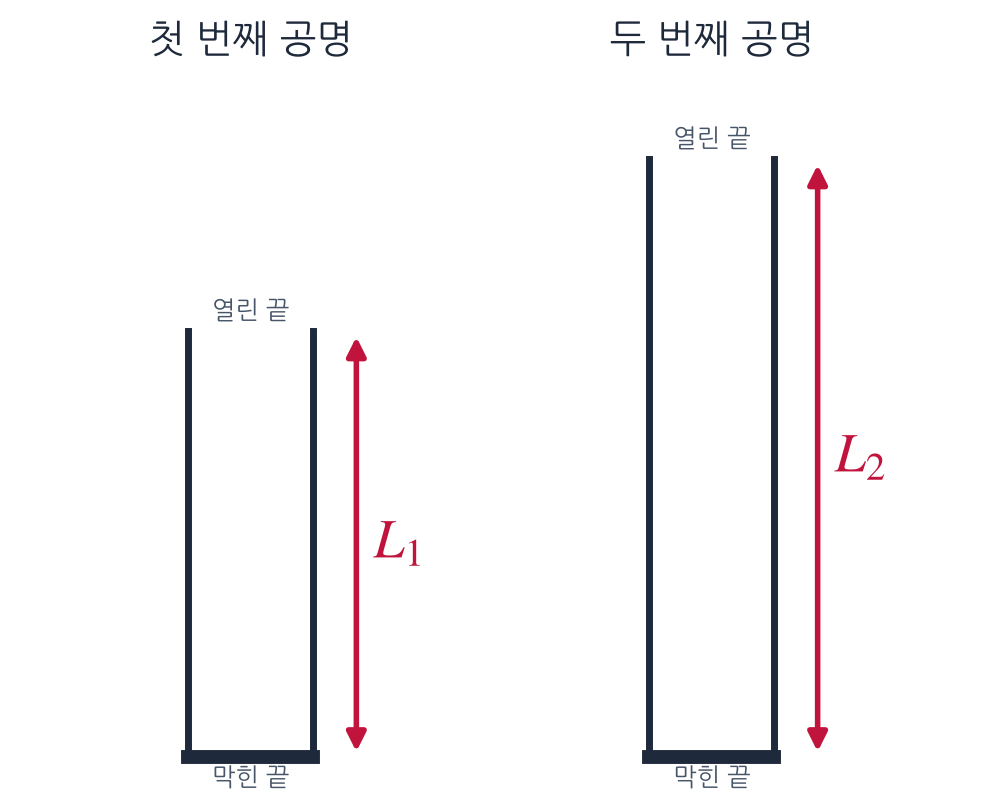 첫 번째 공명
열린 끝
L₁
막힌 끝
두 번째 공명
열린 끝
L₂
막힌 끝